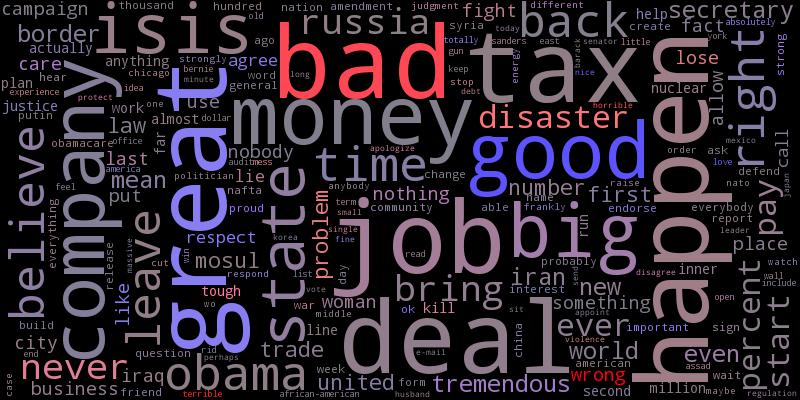 campaign
thousand
hundred
old
nation
amendment
judgment
different
secretary
border
isis
russia
syria
fight
back
help
create
fact
today
absolutely
actually
ago
bad
totally
sanders
east
senator
little
york
care
anything
strongly
agree
gun
energy
barack
tax
lose
right
strong
hear
chicago
bernie
word
long
keep
nice
plan
experience
idea
minute
general
stop
debt
horrible
nuclear
allow
justice
protect
one
use
dollar
money
disaster
putin
work
almost
law
office
nobody
apologize
good
order
mexico
call
obamacare
far
audit
mess
time
change
ask
love
believe
company
america
last
mean
put
great
lie
politician
nafta
anybody
nothing
number
name
raise
first
defend
nato
japan
everybody
feel
everything
proud
state
problem
term
small
single
fine
community
able
frankly
endorse
run
big
happen
report
leader
pay
leave
respect
korea
job
place
release
mosul
day
read
probably
disagree
inner
watch
wall
include
massive
cut
win
respond
list
bring
iran
new
send
like
tough
vote
woman
war
interest
something
open
percent
start
build
wo
middle
ok
kill
deal
sit
appoint
ever
important
sign
city
line
china
violence
even
end
question
rid
perhaps
trade
e-mail
world
american
assad
wait
never
iraq
obama
week
united
form
tremendous
wrong
million
maybe
case
business
friend
terrible
african-american
husband
second
regulation